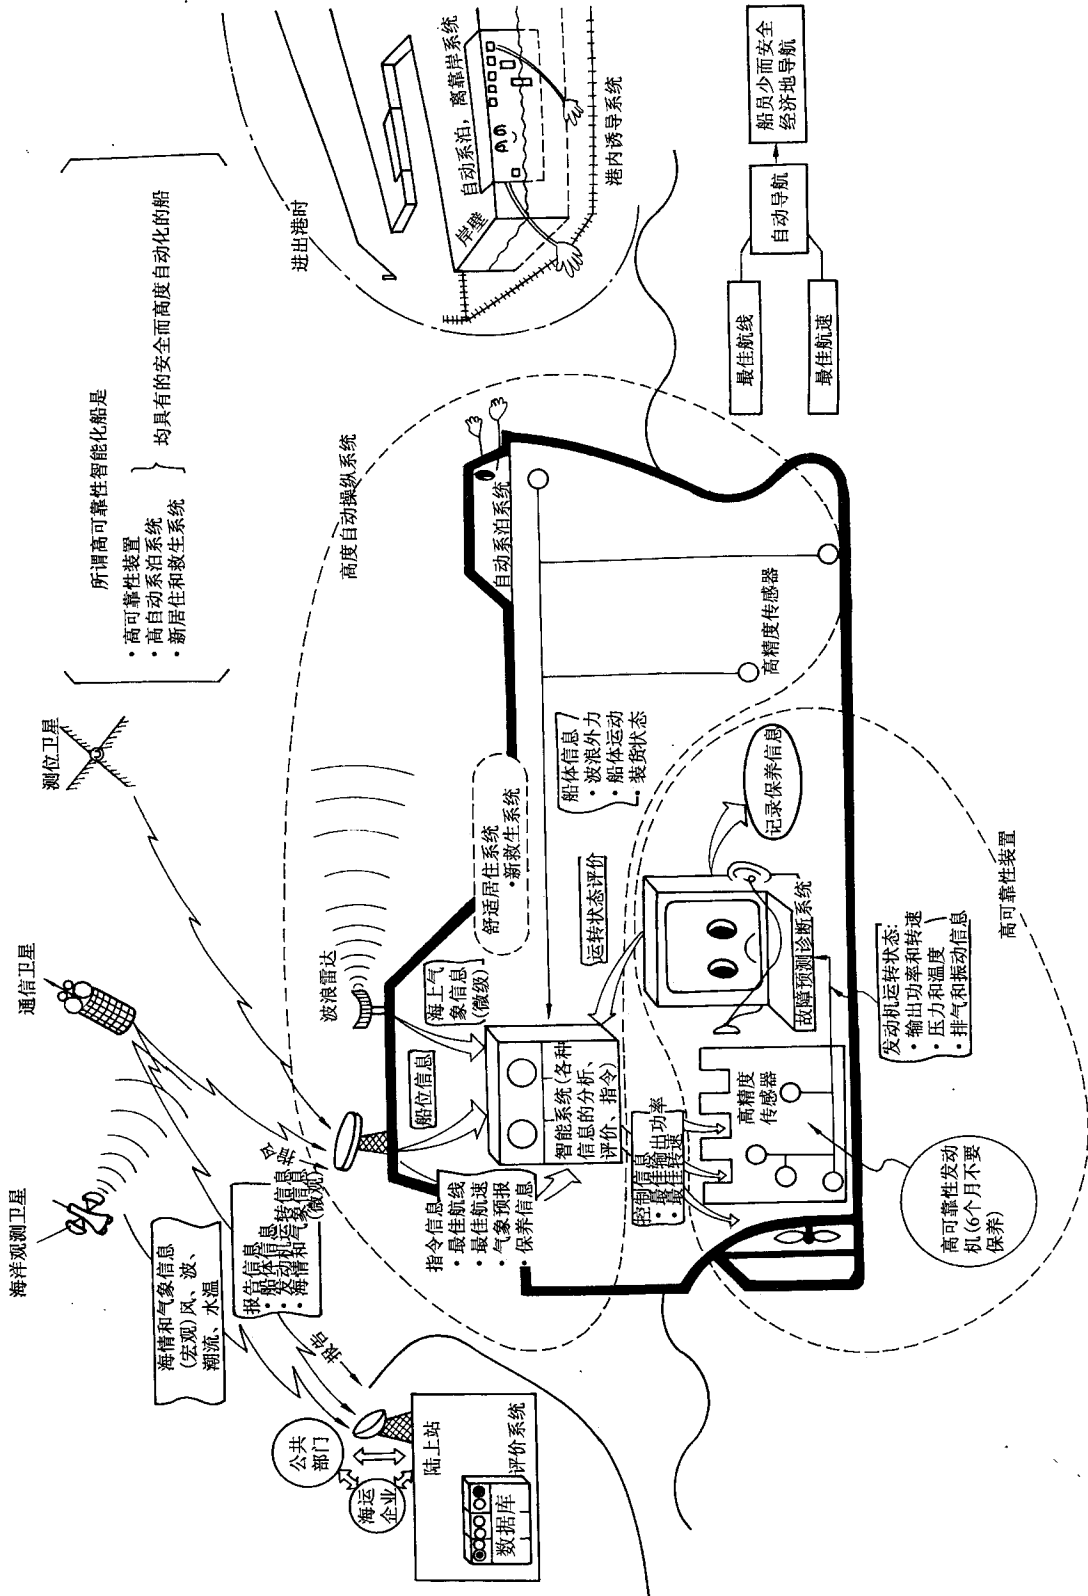 海洋观测卫星
通信卫星
测位卫星
所谓高可靠性智能化船是
·高可靠性装置
·高自动系泊系统
·新居住和救生系统
均具有的安全而高度自动化的船
海情和气象信息
(宏观)风、波、
潮流、水温
报告信息
·船体信息
·发动机运转信息
·海情和气象信息
(微观)
指令
报告
公共
部门
海运
企业
陆上站
数据库
评价系统
进出港时
自动系泊，离靠岸系统
岸壁
港内诱导系统
高度自动操纵系统
波浪雷达
船位信息
海上气
象信息
(微级)
舒适居住系统
·新救生系统
自动系泊系统
指令信息
·最佳航线
·最佳航速
·气象预报
·保养信息
智能系统(各种
信息的分析、
评价、指令)
运转状态评价
船体信息
·波浪外力
·船体运动
·装货状态
高精度传感器
控制信息
·最佳输出功率
·最佳转速
高精度
传感器
故障预测诊断系统
记录保养信息
高可靠性装置
发动机运转状态:
·输出功率和转速
·压力和温度
·排气和振动信息
高可靠性发动
机(6个月不要
保养)
最佳航线
最佳航速
自动导航
船员少而安全
经济地导航